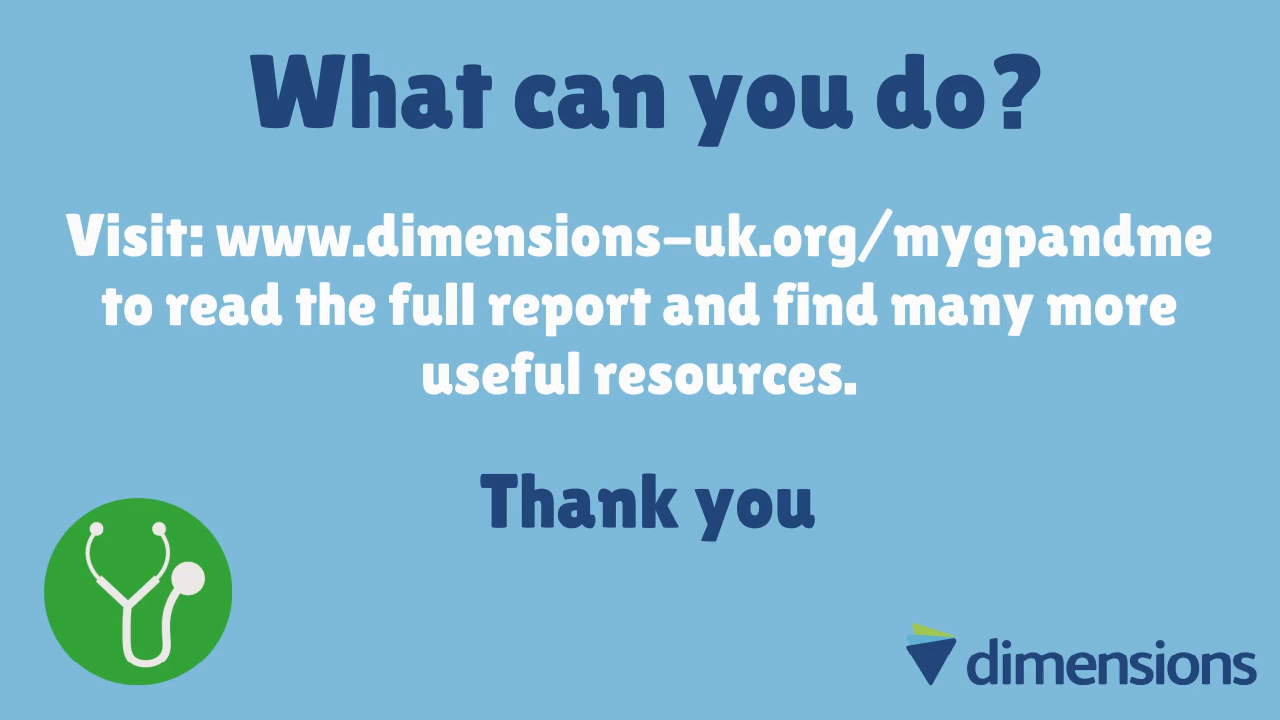 What can you do?
Visit: www.dimensions-uk.org/mygpandme
to read the full report and find many more
useful resources.
Thank you
dimensions